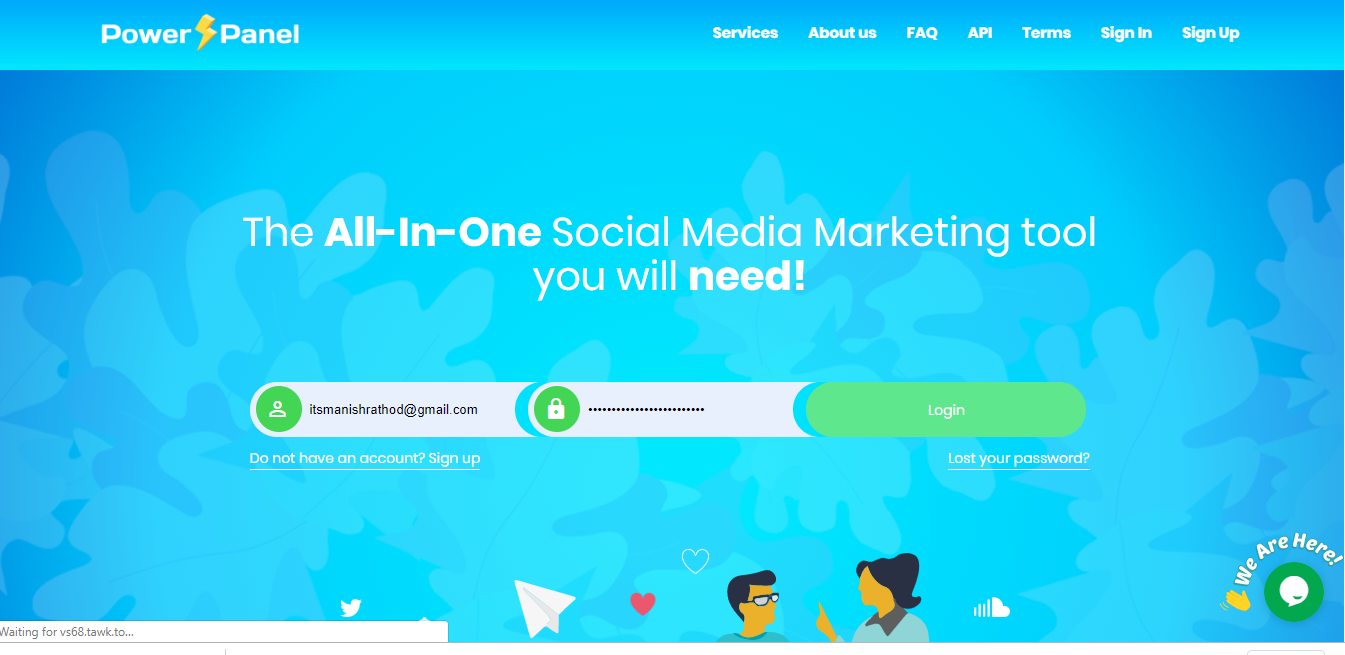 Power Panel
Services About us FAQ API Terms Sign In Sign Up
The All-In-One Social Media Marketing tool
you will need!
itsmanishrathod@gmail.com ························· Login
Do not have an account? Sign up Lost your password?
We Are Here!
Waiting for vs68.tawk.to...